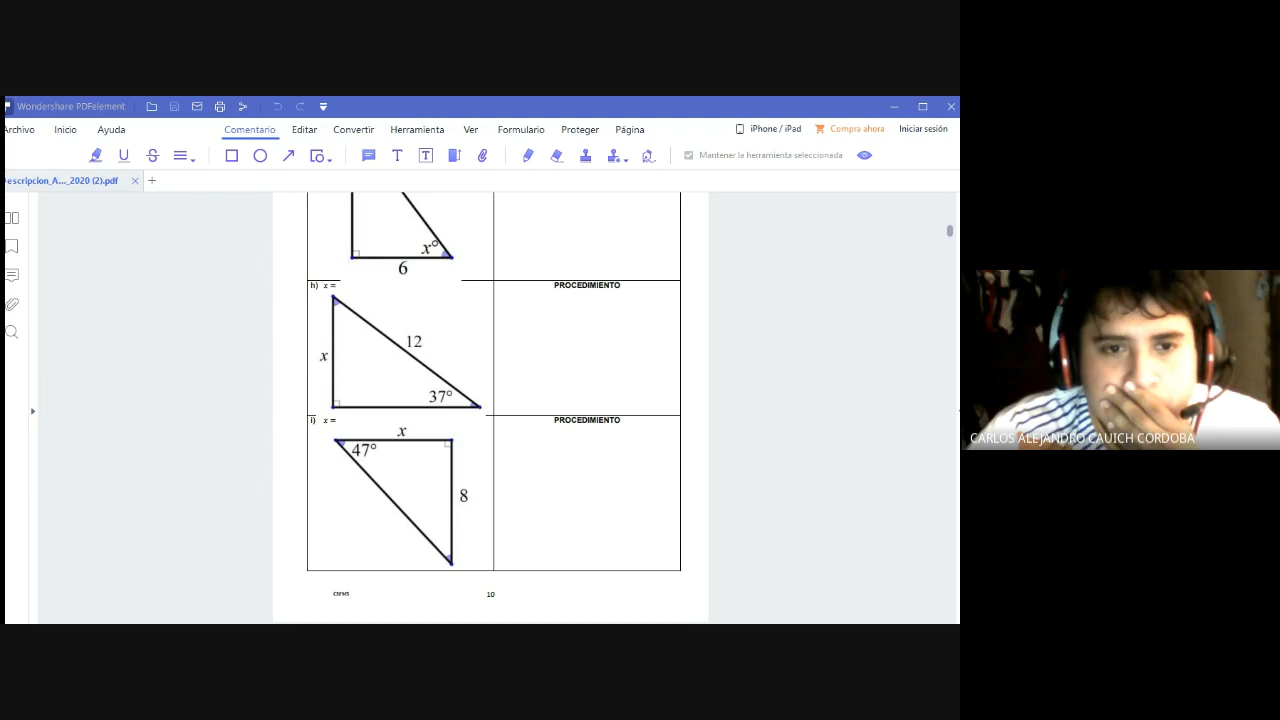 Wondershare PDFelement
Archivo Inicio Ayuda Comentario Editar Convertir Herramienta Ver Formulario Proteger Página iPhone / iPad Compra ahora Iniciar sesión
T T Mantener la herramienta seleccionada
escripcion_A..._2020 (2).pdf × +
x°
6
h) x = PROCEDIMIENTO
12
x
37°
i) x = PROCEDIMIENTO
x
47°
8
CSEMS 10
CARLOS ALEJANDRO CAUICH CORDOBA